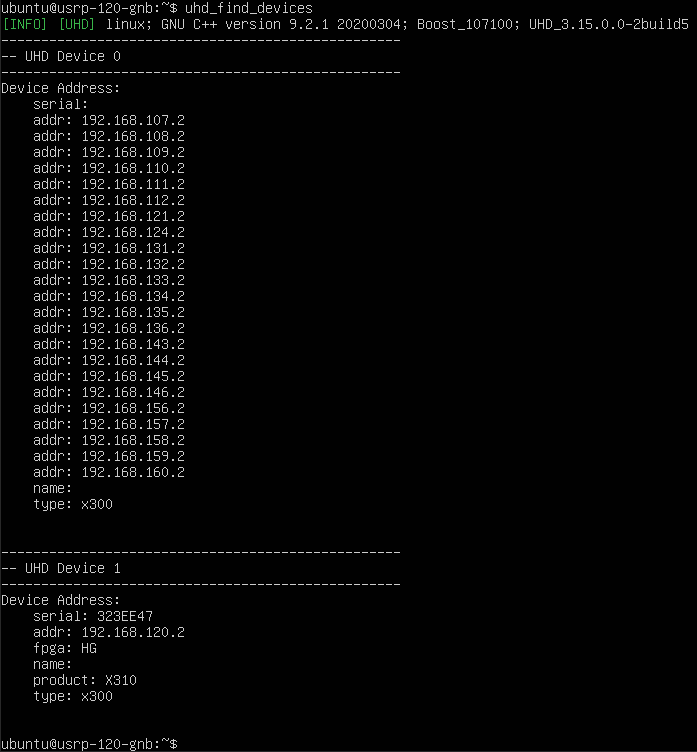 ubuntu@usrp-120-gnb:~$ uhd_find_devices
[INFO] [UHD] linux; GNU C++ version 9.2.1 20200304; Boost_107100; UHD_3.15.0.0-2build5
--------------------------------------------------
-- UHD Device 0
--------------------------------------------------
Device Address:
    serial:
    addr: 192.168.107.2
    addr: 192.168.108.2
    addr: 192.168.109.2
    addr: 192.168.110.2
    addr: 192.168.111.2
    addr: 192.168.112.2
    addr: 192.168.121.2
    addr: 192.168.124.2
    addr: 192.168.131.2
    addr: 192.168.132.2
    addr: 192.168.133.2
    addr: 192.168.134.2
    addr: 192.168.135.2
    addr: 192.168.136.2
    addr: 192.168.143.2
    addr: 192.168.144.2
    addr: 192.168.145.2
    addr: 192.168.146.2
    addr: 192.168.156.2
    addr: 192.168.157.2
    addr: 192.168.158.2
    addr: 192.168.159.2
    addr: 192.168.160.2
    name:
    type: x300
--------------------------------------------------
-- UHD Device 1
--------------------------------------------------
Device Address:
    serial: 323EE47
    addr: 192.168.120.2
    fpga: HG
    name:
    product: X310
    type: x300
ubuntu@usrp-120-gnb:~$